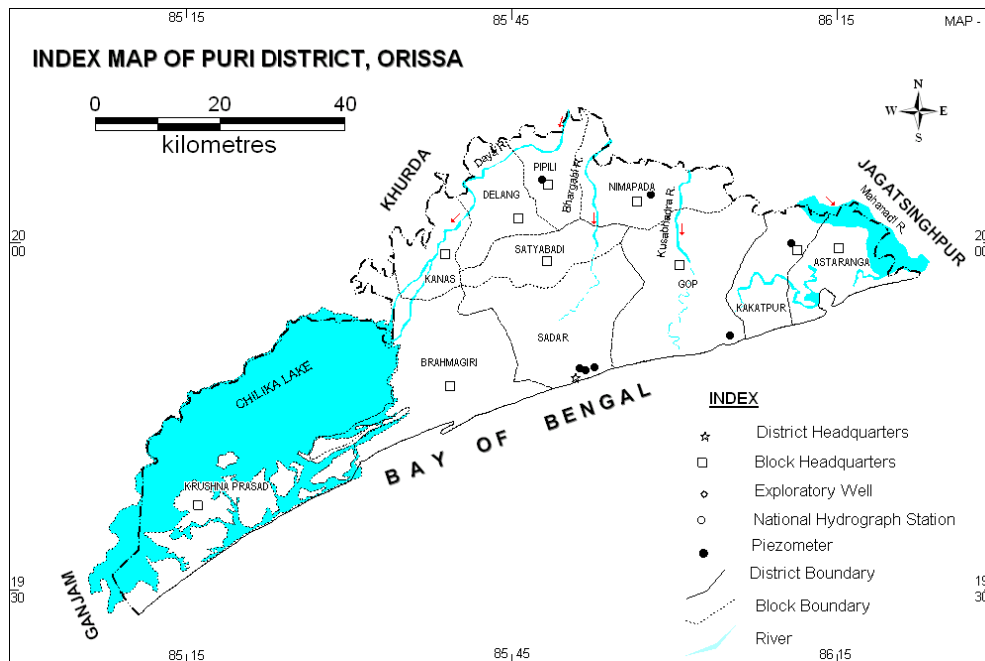 85 15
85 45
86 15
MAP -
INDEX MAP OF PURI DISTRICT, ORISSA
0 20 40
kilometres
N
W E
S
KHURDA
JAGATSINGHPUR
Daya R.
PIPILI
Bhargabi R.
NIMAPADA
Kusabhadra R.
Mahanadi R.
DELANG
SATYABADI
KANAS
GOP
ASTARANGA
KAKATPUR
20
00
20
00
SADAR
BRAHMAGIRI
CHILIKA LAKE
BAY OF BENGAL
KRUSHNA PRASAD
GANJAM
INDEX
District Headquarters
Block Headquarters
Exploratory Well
National Hydrograph Station
Piezometer
District Boundary
Block Boundary
River
19
30
19
30
85 15
85 45
86 15